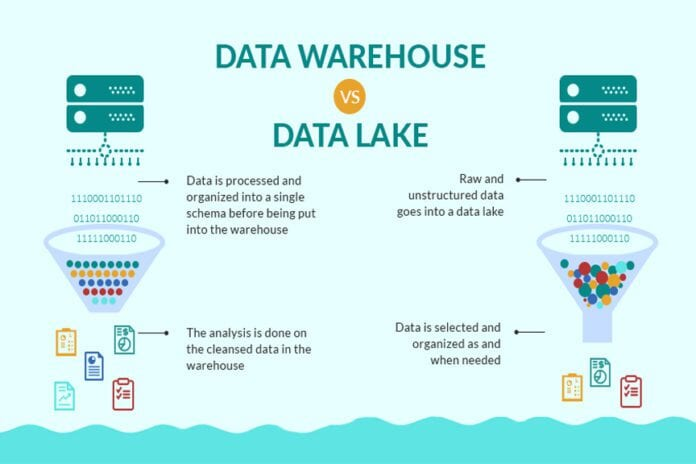 DATA WAREHOUSE
VS
DATA LAKE
Data is processed and
organized into a single
schema before being put
into the warehouse
1110001101110
011011000110
11111000110
The analysis is done on
the cleansed data in the
warehouse
Raw and
unstructured data
goes into a data lake
1110001101110
011011000110
11111000110
Data is selected and
organized as and
when needed